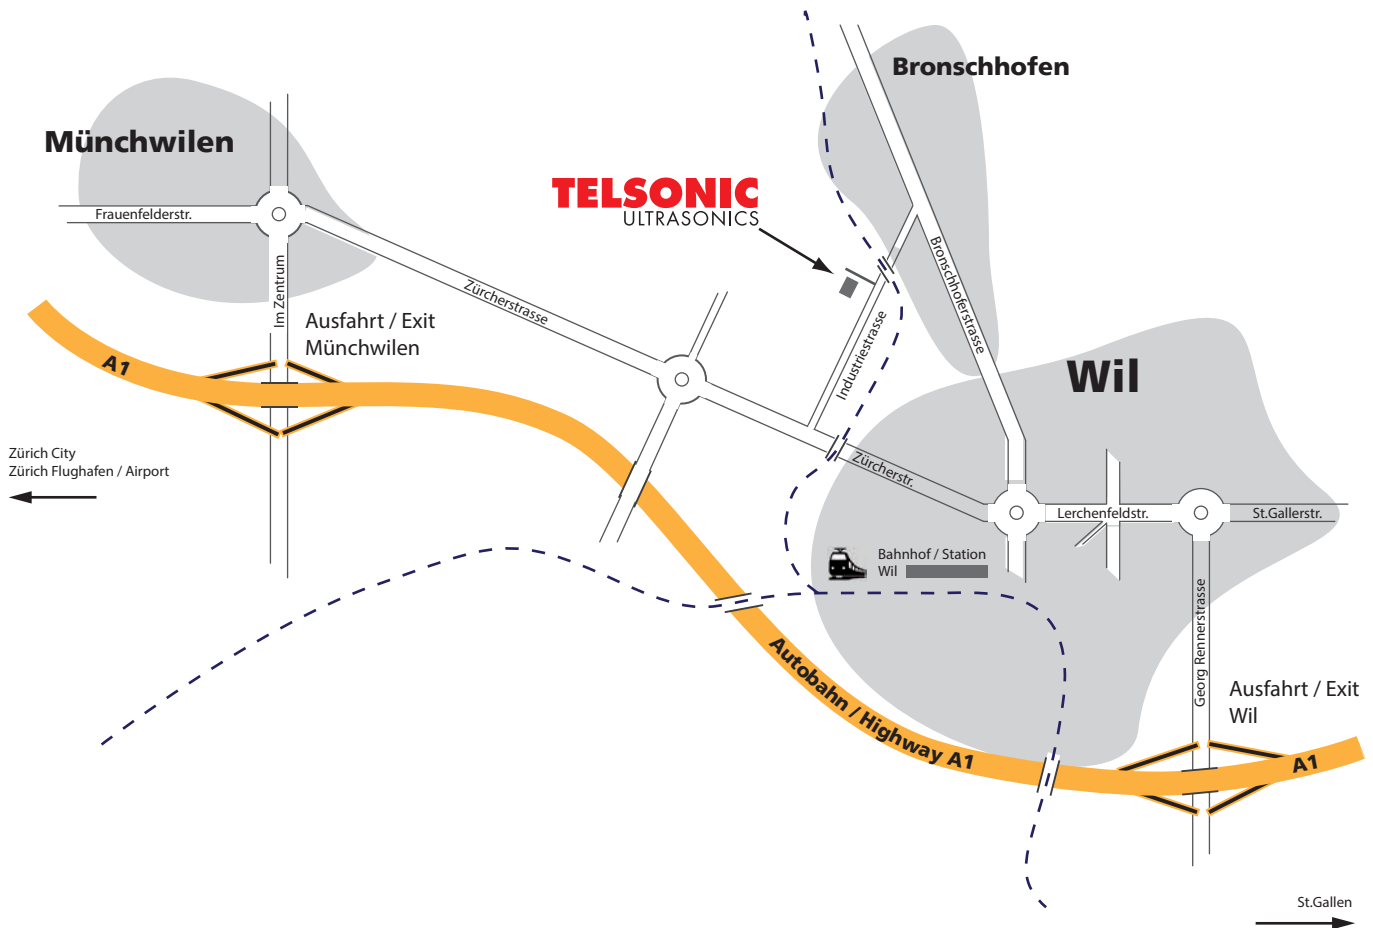 Bronschhofen
Münchwilen
TELSONIC
ULTRASONICS
Frauenfelderstr.
Im Zentrum
Zürcherstrasse
Bronschhoferstrasse
Ausfahrt / Exit
Münchwilen
A1
Industriestrasse
Wil
Zürich City
Zürich Flughafen / Airport
Zürcherstr.
Lerchenfeldstr.
St.Gallerstr.
Bahnhof / Station
Wil
Georg Rennerstrasse
Autobahn / Highway A1
Ausfahrt / Exit
Wil
A1
St.Gallen